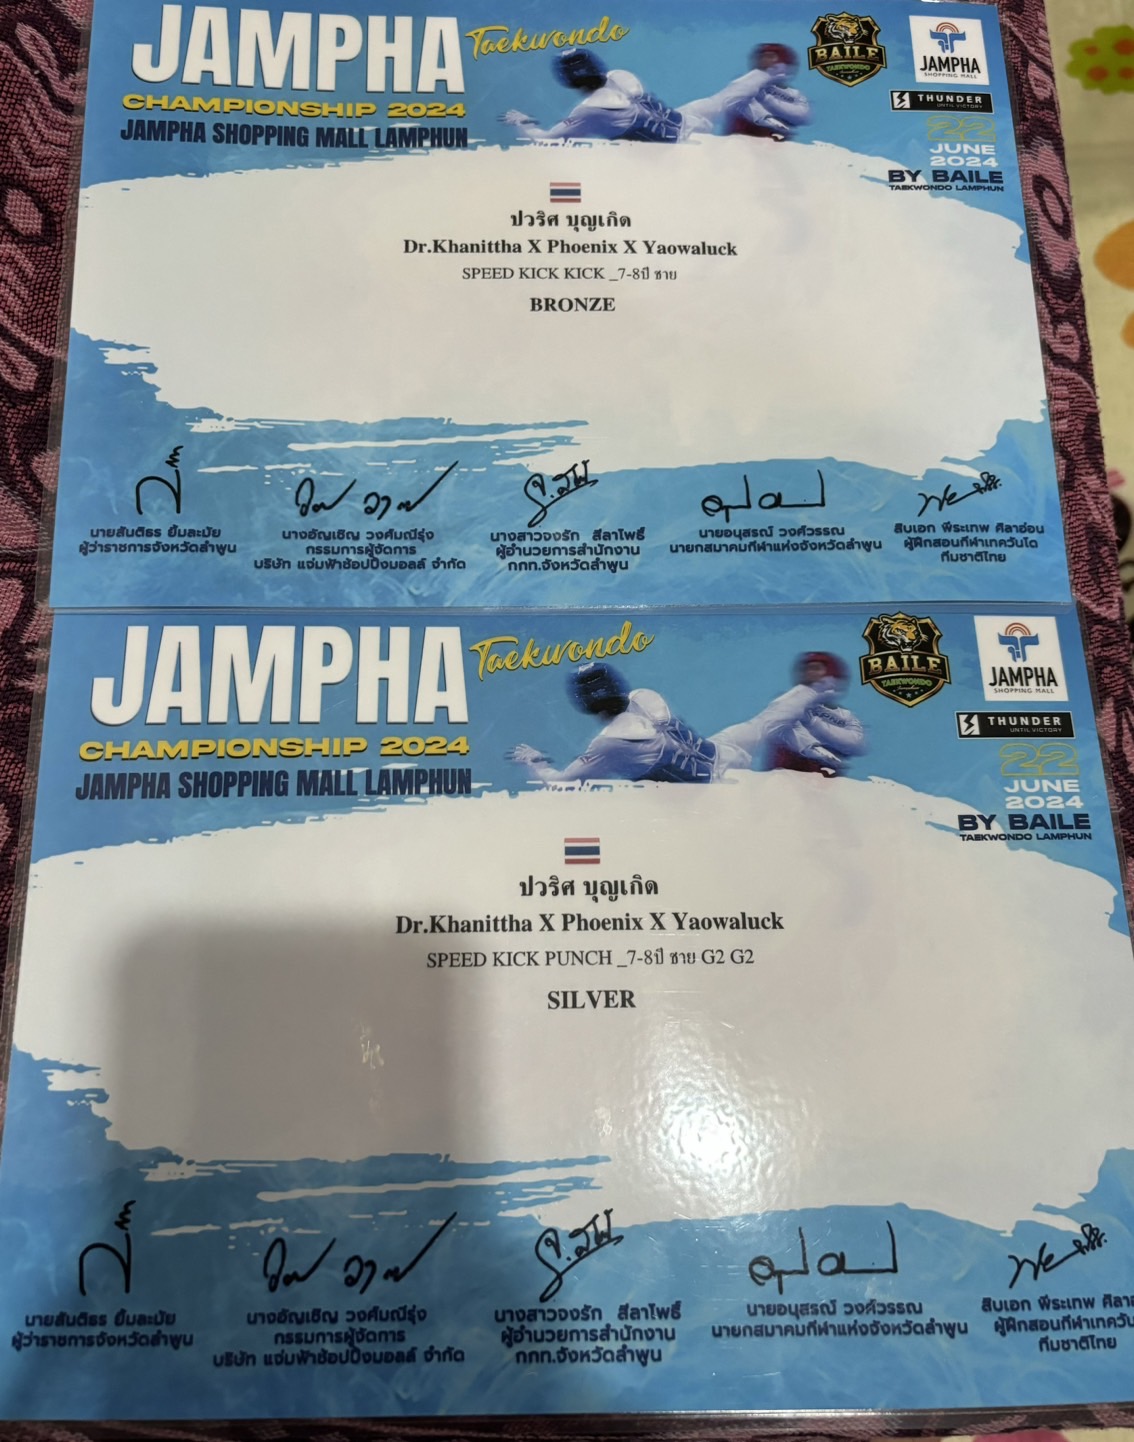 JAMPHA Taekwondo
CHAMPIONSHIP 2024
JAMPHA SHOPPING MALL LAMPHUN
BAILE
TAEKWONDO
JAMPHA
SHOPPING MALL
THUNDER
UNTIL VICTORY
22
JUNE
2024
BY BAILE
TAEKWONDO LAMPHUN
ปวริศ บุญเกิด
Dr.Khanittha X Phoenix X Yaowaluck
SPEED KICK KICK _7-8ปี ชาย
BRONZE
นายสันติธร ยิ้มละมัย
ผู้ว่าราชการจังหวัดลำพูน
นางอัญเชิญ วงศ์มณีรุ่ง
กรรมการผู้จัดการ
บริษัท แจ่มฟ้าช้อปปิ้งมอลล์ จำกัด
นางสาวจงรัก สีลาโพธิ์
ผู้อำนวยการสำนักงาน
กกท.จังหวัดลำพูน
นายอนุสรณ์ วงศ์วรรณ
นายกสมาคมกีฬาแห่งจังหวัดลำพูน
สิบเอก พีระเทพ ศิลาอ่อน
ผู้ฝึกสอนกีฬาเทควันโด
ทีมชาติไทย
JAMPHA Taekwondo
CHAMPIONSHIP 2024
JAMPHA SHOPPING MALL LAMPHUN
BAILE
TAEKWONDO
JAMPHA
SHOPPING MALL
THUNDER
UNTIL VICTORY
22
JUNE
2024
BY BAILE
TAEKWONDO LAMPHUN
ปวริศ บุญเกิด
Dr.Khanittha X Phoenix X Yaowaluck
SPEED KICK PUNCH _7-8ปี ชาย G2 G2
SILVER
นายสันติธร ยิ้มละมัย
ผู้ว่าราชการจังหวัดลำพูน
นางอัญเชิญ วงศ์มณีรุ่ง
กรรมการผู้จัดการ
บริษัท แจ่มฟ้าช้อปปิ้งมอลล์ จำกัด
นางสาวจงรัก สีลาโพธิ์
ผู้อำนวยการสำนักงาน
กกท.จังหวัดลำพูน
นายอนุสรณ์ วงศ์วรรณ
นายกสมาคมกีฬาแห่งจังหวัดลำพูน
สิบเอก พีระเทพ
ผู้ฝึกสอนกีฬา
ทีมชาติไทย